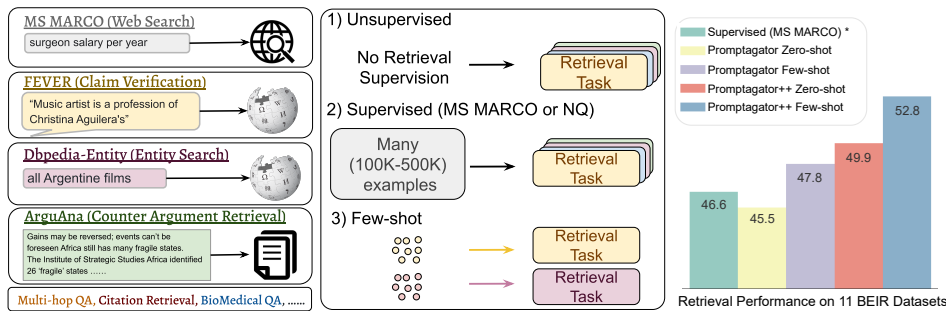 MS MARCO (Web Search)
surgeon salary per year
FEVER (Claim Verification)
“Music artist is a profession of
Christina Aguilera's”
Dbpedia-Entity (Entity Search)
all Argentine films
ArguAna (Counter Argument Retrieval)
Gains may be reversed; events can’t be
foreseen Africa still has many fragile states.
The Institute of Strategic Studies Africa identified
26 ‘fragile’ states ……
Multi-hop QA, Citation Retrieval, BioMedical QA, ......
1) Unsupervised
No Retrieval
Supervision
Retrieval
Task
2) Supervised (MS MARCO or NQ)
Many
(100K-500K)
examples
Retrieval
Task
3) Few-shot
Retrieval
Task
Retrieval
Task
Supervised (MS MARCO) *
Promptagator Zero-shot
Promptagator Few-shot
Promptagator++ Zero-shot
Promptagator++ Few-shot
46.6
45.5
47.8
49.9
52.8
Retrieval Performance on 11 BEIR Datasets